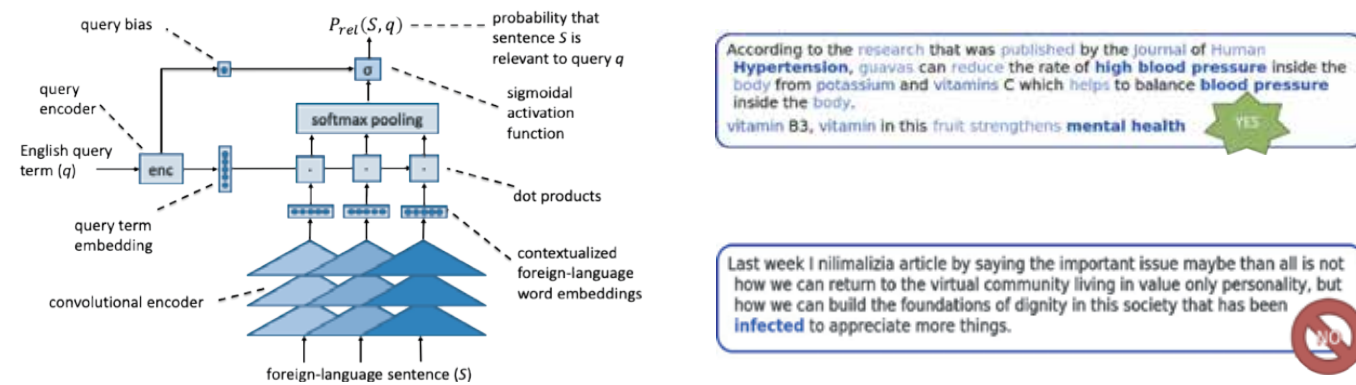 query bias
P_rel(S, q)
probability that
sentence S is
relevant to query q
query
encoder
σ
sigmoidal
activation
function
softmax pooling
English query
term (q)
enc
dot products
query term
embedding
contextualized
foreign-language
word embeddings
convolutional encoder
foreign-language sentence (S)
According to the research that was published by the Journal of Human
Hypertension, guavas can reduce the rate of high blood pressure inside the
body from potassium and vitamins C which helps to balance blood pressure
inside the body.
vitamin B3, vitamin in this fruit strengthens mental health
YES
Last week I nilimalizia article by saying the important issue maybe than all is not
how we can return to the virtual community living in value only personality, but
how we can build the foundations of dignity in this society that has been
infected to appreciate more things.
NO